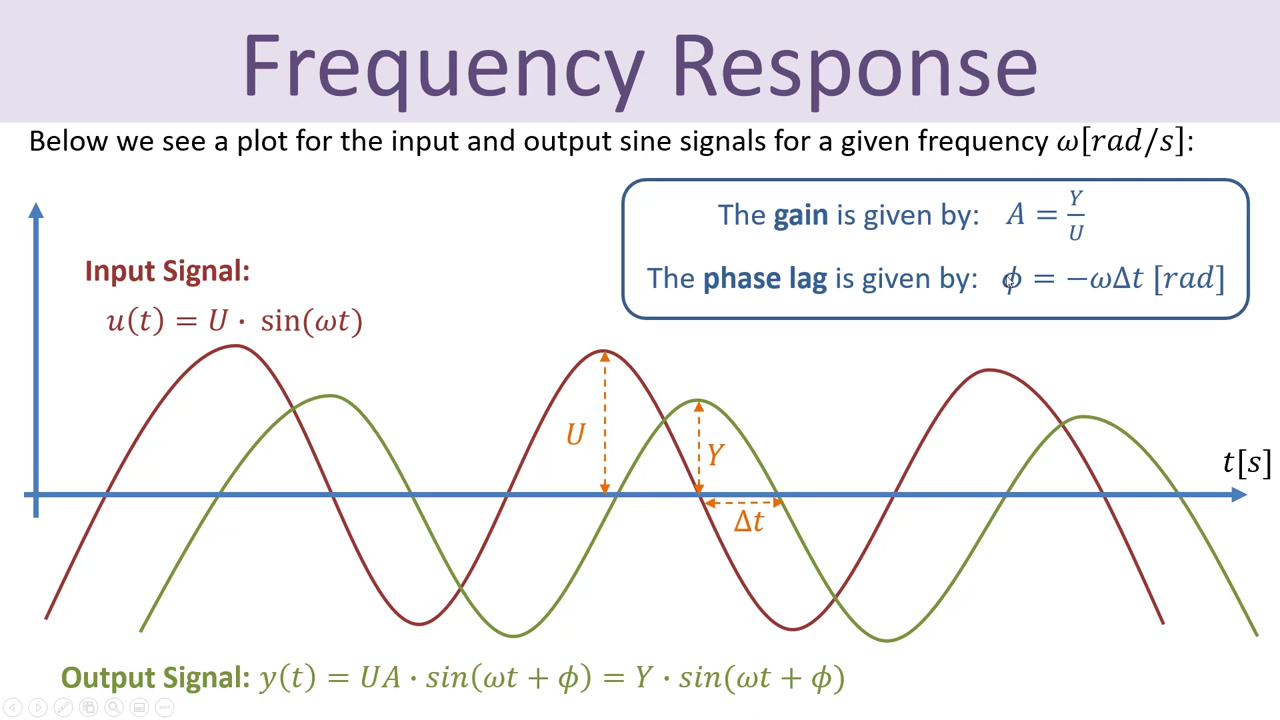 Frequency Response
Below we see a plot for the input and output sine signals for a given frequency ω[rad/s]:
The gain is given by: A = Y/U
The phase lag is given by: ϕ = −ωΔt [rad]
Input Signal:
u(t) = U · sin(ωt)
U
Y
t[s]
Δt
Output Signal: y(t) = UA · sin(ωt + ϕ) = Y · sin(ωt + ϕ)